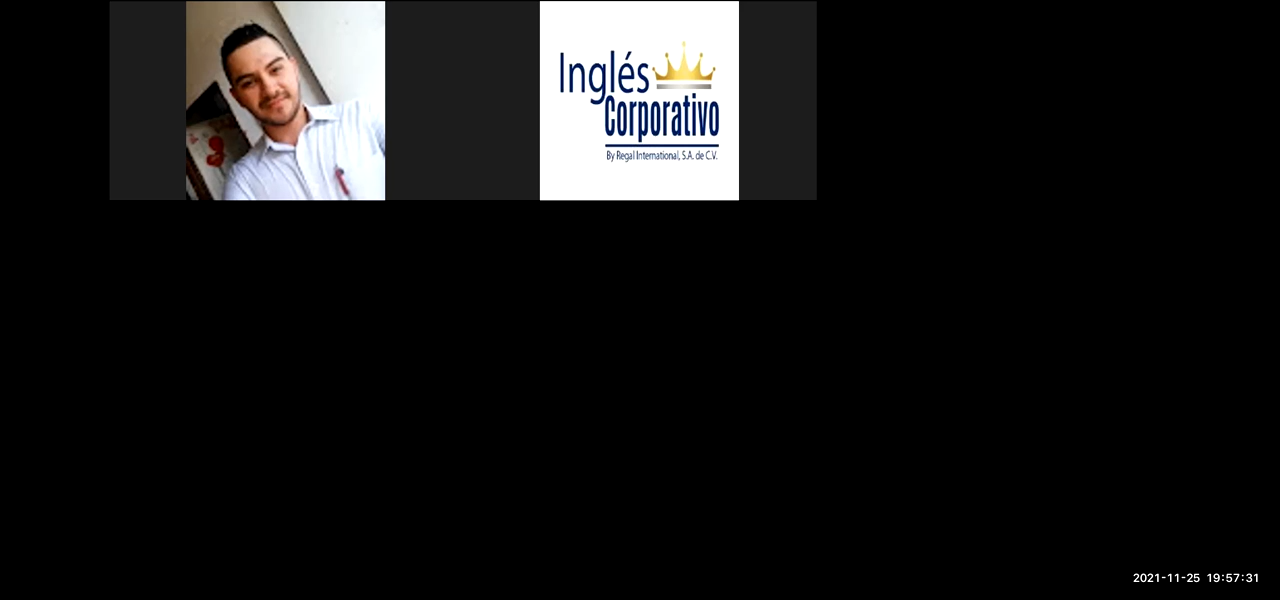 Inglés
Corporativo
By Regal International, S.A. de C.V.
2021-11-25 19:57:31